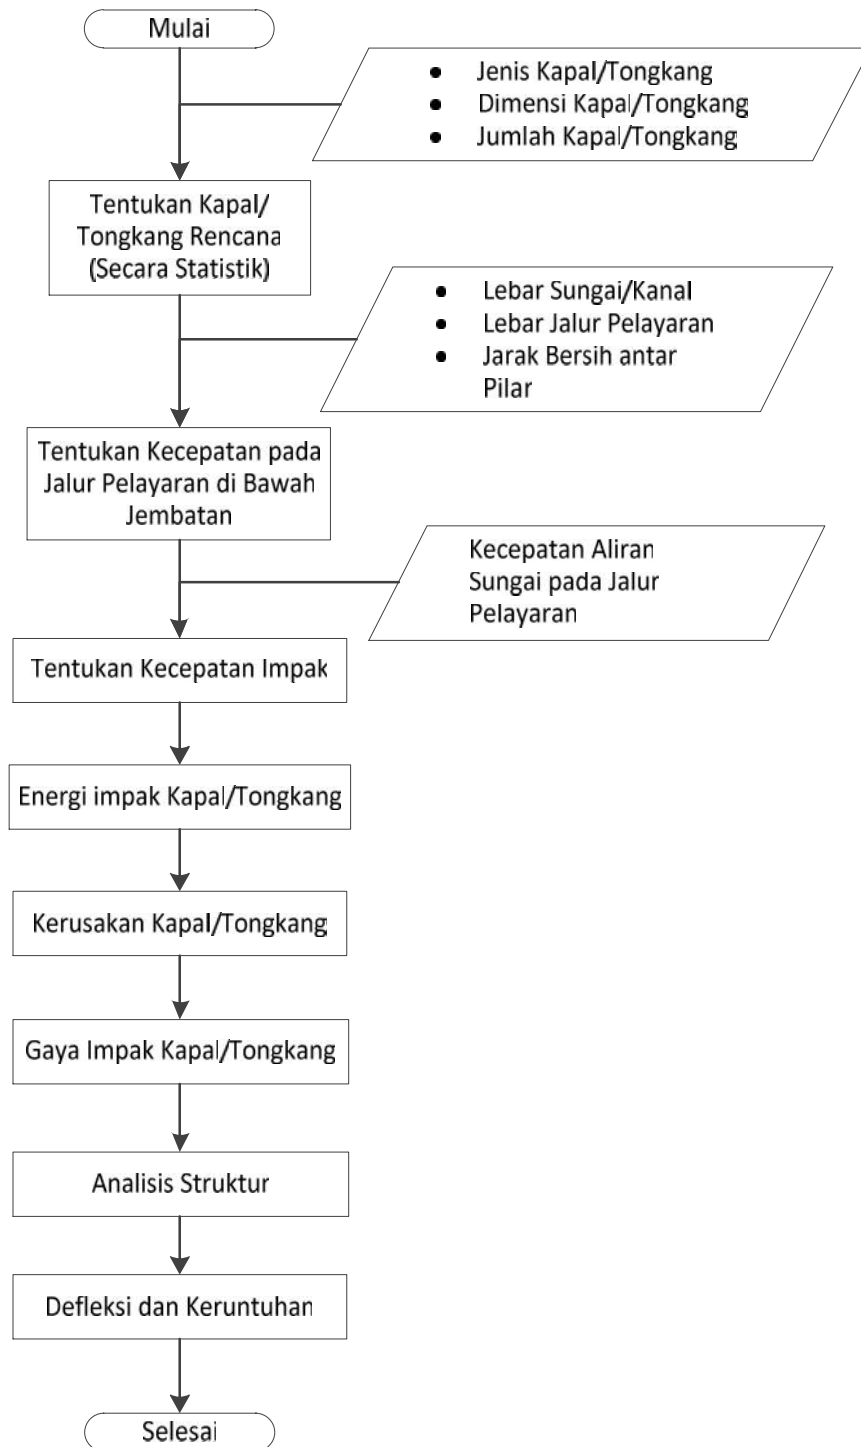 Mulai
• Jenis Kapal/Tongkang
• Dimensi Kapal/Tongkang
• Jumlah Kapal/Tongkang
Tentukan Kapal/
Tongkang Rencana
(Secara Statistik)
• Lebar Sungai/Kanal
• Lebar Jalur Pelayaran
• Jarak Bersih antar
Pilar
Tentukan Kecepatan pada
Jalur Pelayaran di Bawah
Jembatan
Kecepatan Aliran
Sungai pada Jalur
Pelayaran
Tentukan Kecepatan Impak
Energi impak Kapal/Tongkang
Kerusakan Kapal/Tongkang
Gaya Impak Kapal/Tongkang
Analisis Struktur
Defleksi dan Keruntuhan
Selesai